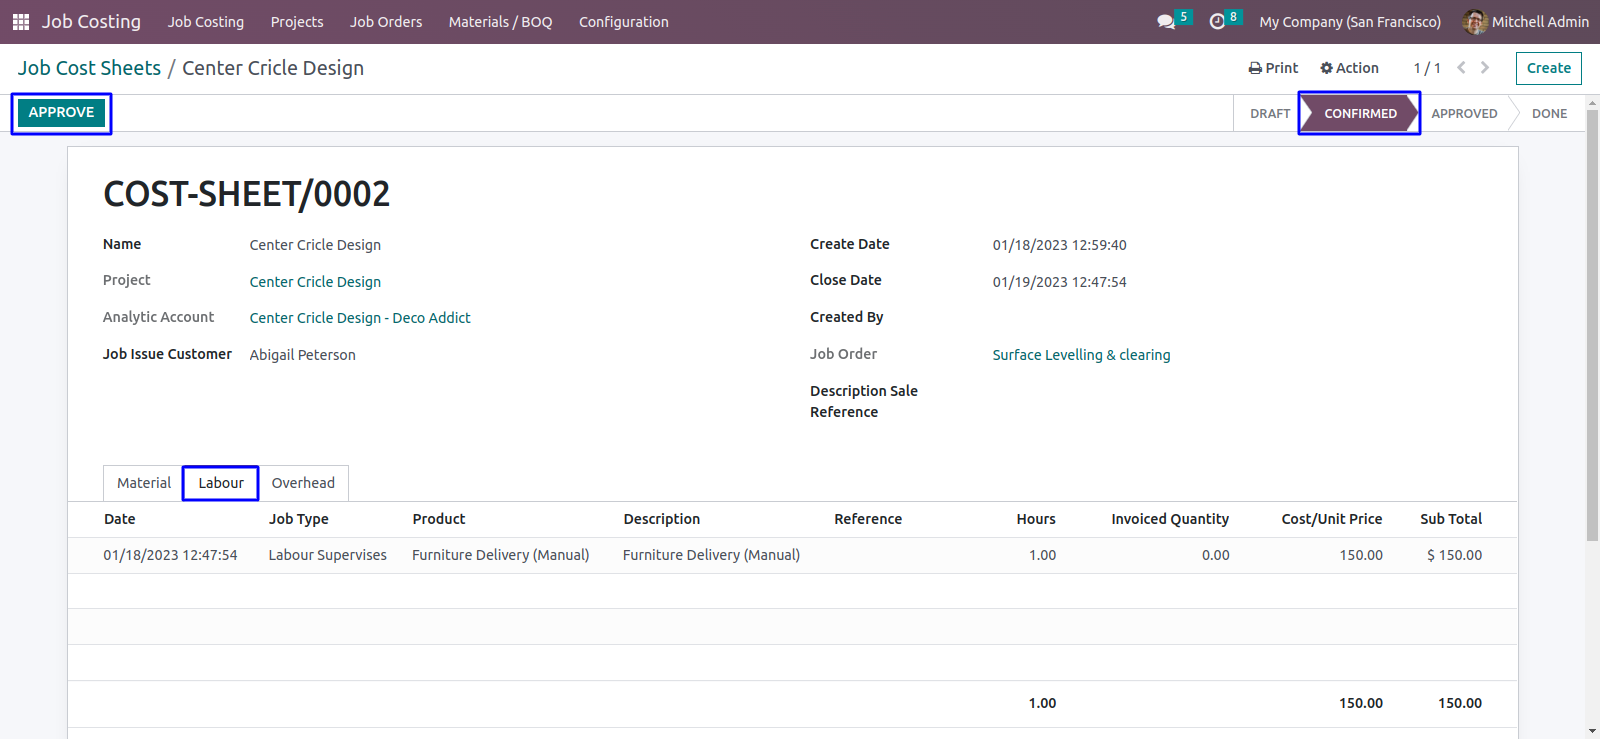 Job Costing Job Costing Projects Job Orders Materials / BOQ Configuration 5 8 My Company (San Francisco) Mitchell Admin
Job Cost Sheets / Center Cricle Design Print Action 1 / 1 Create
APPROVE DRAFT CONFIRMED APPROVED DONE
COST-SHEET/0002
Name Center Cricle Design Create Date 01/18/2023 12:59:40
Project Center Cricle Design Close Date 01/19/2023 12:47:54
Analytic Account Center Cricle Design - Deco Addict Created By
Job Issue Customer Abigail Peterson Job Order Surface Levelling & clearing
Description Sale
Reference
Material Labour Overhead
Date Job Type Product Description Reference Hours Invoiced Quantity Cost/Unit Price Sub Total
01/18/2023 12:47:54 Labour Supervises Furniture Delivery (Manual) Furniture Delivery (Manual) 1.00 0.00 150.00 $ 150.00
1.00 150.00 150.00